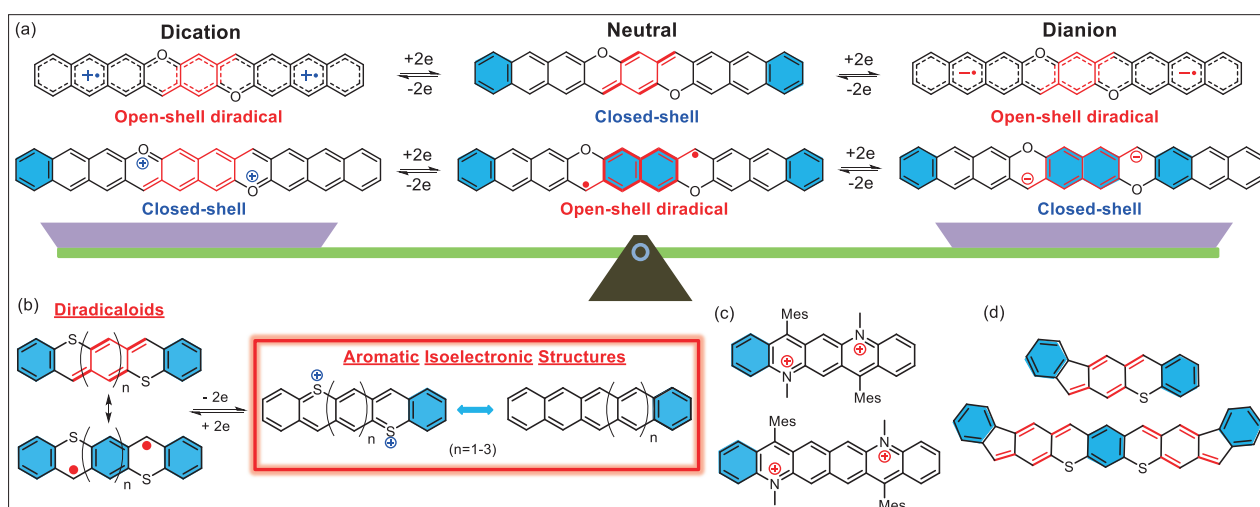 (a)
Dication
Neutral
Dianion
O
O
+•
+•
+2e
-2e
O
O
+2e
-2e
O
O
−•
−•
Open-shell diradical
Closed-shell
Open-shell diradical
O
+
O
+
+2e
-2e
O
•
•
O
+2e
-2e
O
−
−
O
Closed-shell
Open-shell diradical
Closed-shell
(b)
Diradicaloids
S
n
S
S
n
S
- 2e
+ 2e
Aromatic Isoelectronic Structures
+
S
n
S
+
n
(n=1-3)
(c)
Mes
N
+
+
N
Mes
Mes
N
+
+
N
Mes
(d)
S
S
S